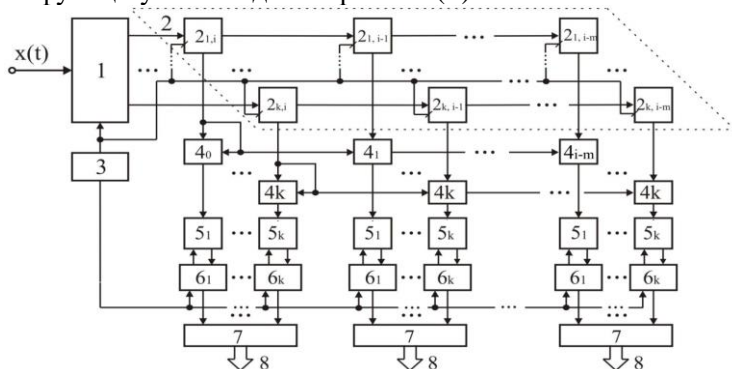 2 2₁,ᵢ 2₁, ᵢ₋₁ ... 2₁, ᵢ₋ₘ
x(t) 1 ... ... ... ...
2ₖ,ᵢ 2ₖ, ᵢ₋₁ ... 2ₖ, ᵢ₋ₘ
3 4₀ 4₁ ... 4ᵢ₋ₘ
... ... ...
4k 4k ... 4k
5₁ ... 5ₖ 5₁ ... 5ₖ ... 5₁ ... 5ₖ
6₁ ... 6ₖ 6₁ ... 6ₖ 6₁ ... 6ₖ
... ... ... ...
7 7 7
8 8 8